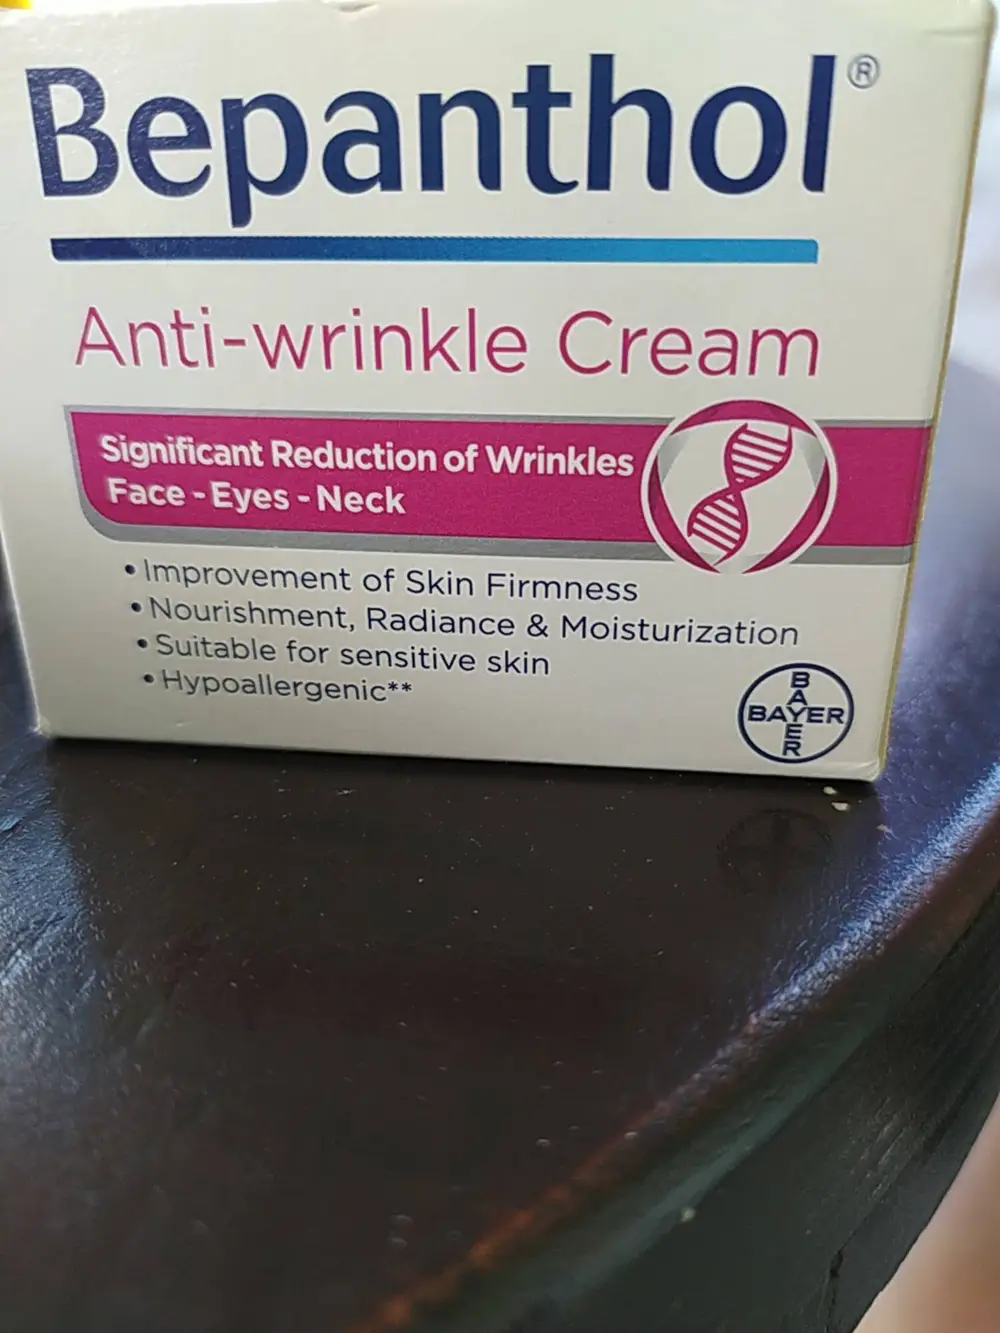 Bepanthol®
Anti-wrinkle Cream
Significant Reduction of Wrinkles
Face - Eyes - Neck
• Improvement of Skin Firmness
• Nourishment, Radiance & Moisturization
• Suitable for sensitive skin
• Hypoallergenic**
BAYER
BAYER